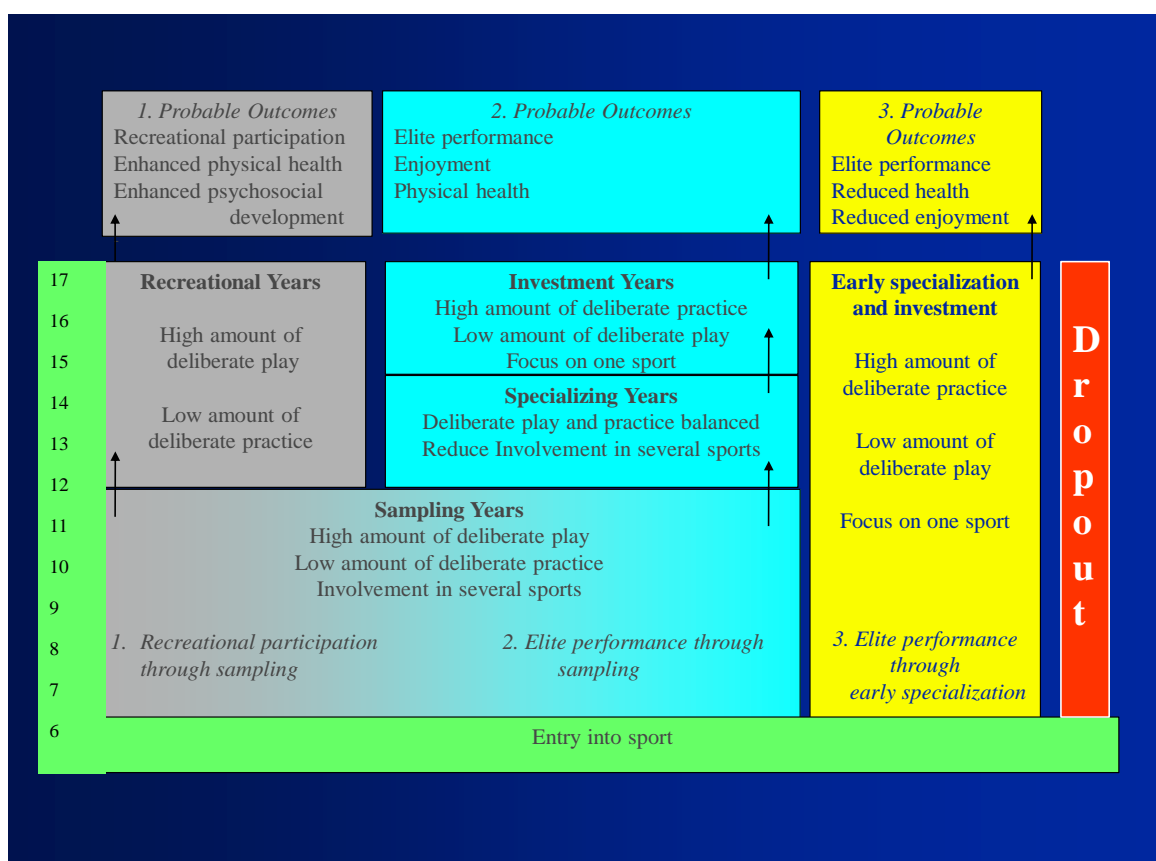 1. Probable Outcomes
Recreational participation
Enhanced physical health
Enhanced psychosocial
development
2. Probable Outcomes
Elite performance
Enjoyment
Physical health
3. Probable
Outcomes
Elite performance
Reduced health
Reduced enjoyment
17
16
15
14
13
12
11
10
9
8
7
6
Recreational Years
High amount of
deliberate play
Low amount of
deliberate practice
Investment Years
High amount of deliberate practice
Low amount of deliberate play
Focus on one sport
Specializing Years
Deliberate play and practice balanced
Reduce Involvement in several sports
Sampling Years
High amount of deliberate play
Low amount of deliberate practice
Involvement in several sports
1. Recreational participation
through sampling
2. Elite performance through
sampling
Early specialization
and investment
High amount of
deliberate practice
Low amount of
deliberate play
Focus on one sport
3. Elite performance
through
early specialization
Dropout
Entry into sport